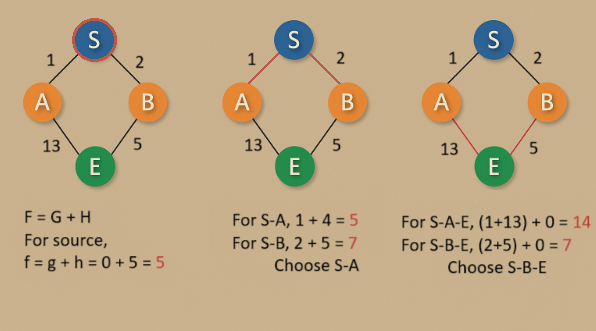 S
1
2
A
B
13
5
E
F = G + H
For source,
f = g + h = 0 + 5 = 5
S
1
2
A
B
13
5
E
For S-A, 1 + 4 = 5
For S-B, 2 + 5 = 7
Choose S-A
S
1
2
A
B
13
5
E
For S-A-E, (1+13) + 0 = 14
For S-B-E, (2+5) + 0 = 7
Choose S-B-E